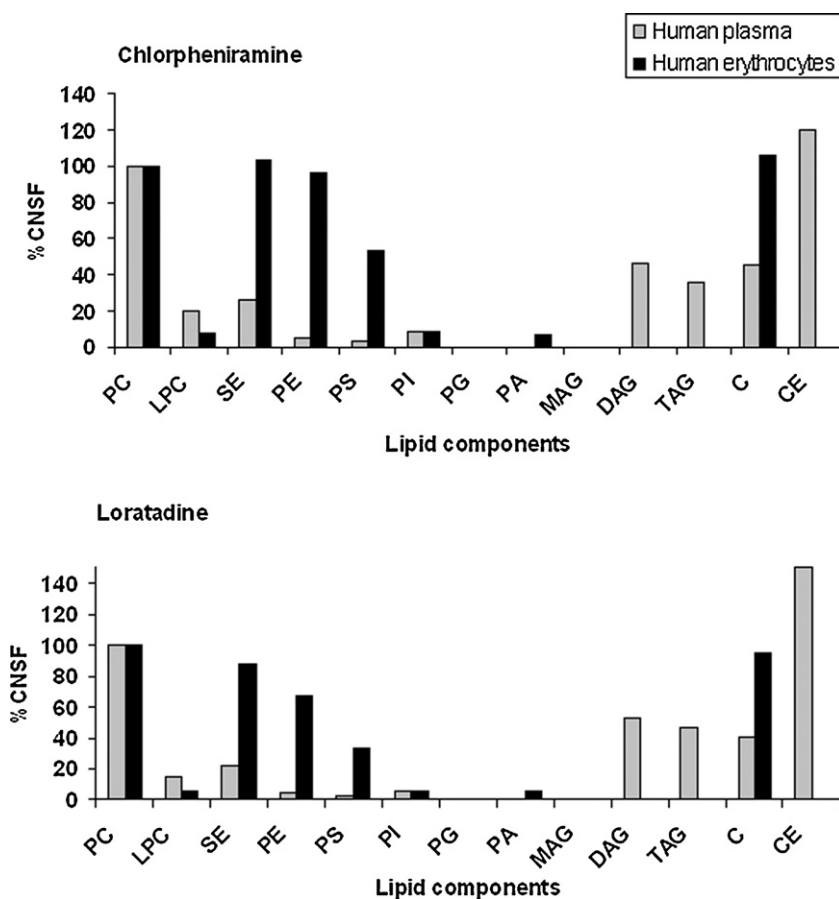 Human plasma
Human erythrocytes
Chlorpheniramine
140
120
100
80
60
40
20
0
% CNSF
PC LPC SE PE PS PI PG PA MAG DAG TAG C CE
Lipid components
Loratadine
140
120
100
80
60
40
20
0
% CNSF
PC LPC SE PE PS PI PG PA MAG DAG TAG C CE
Lipid components